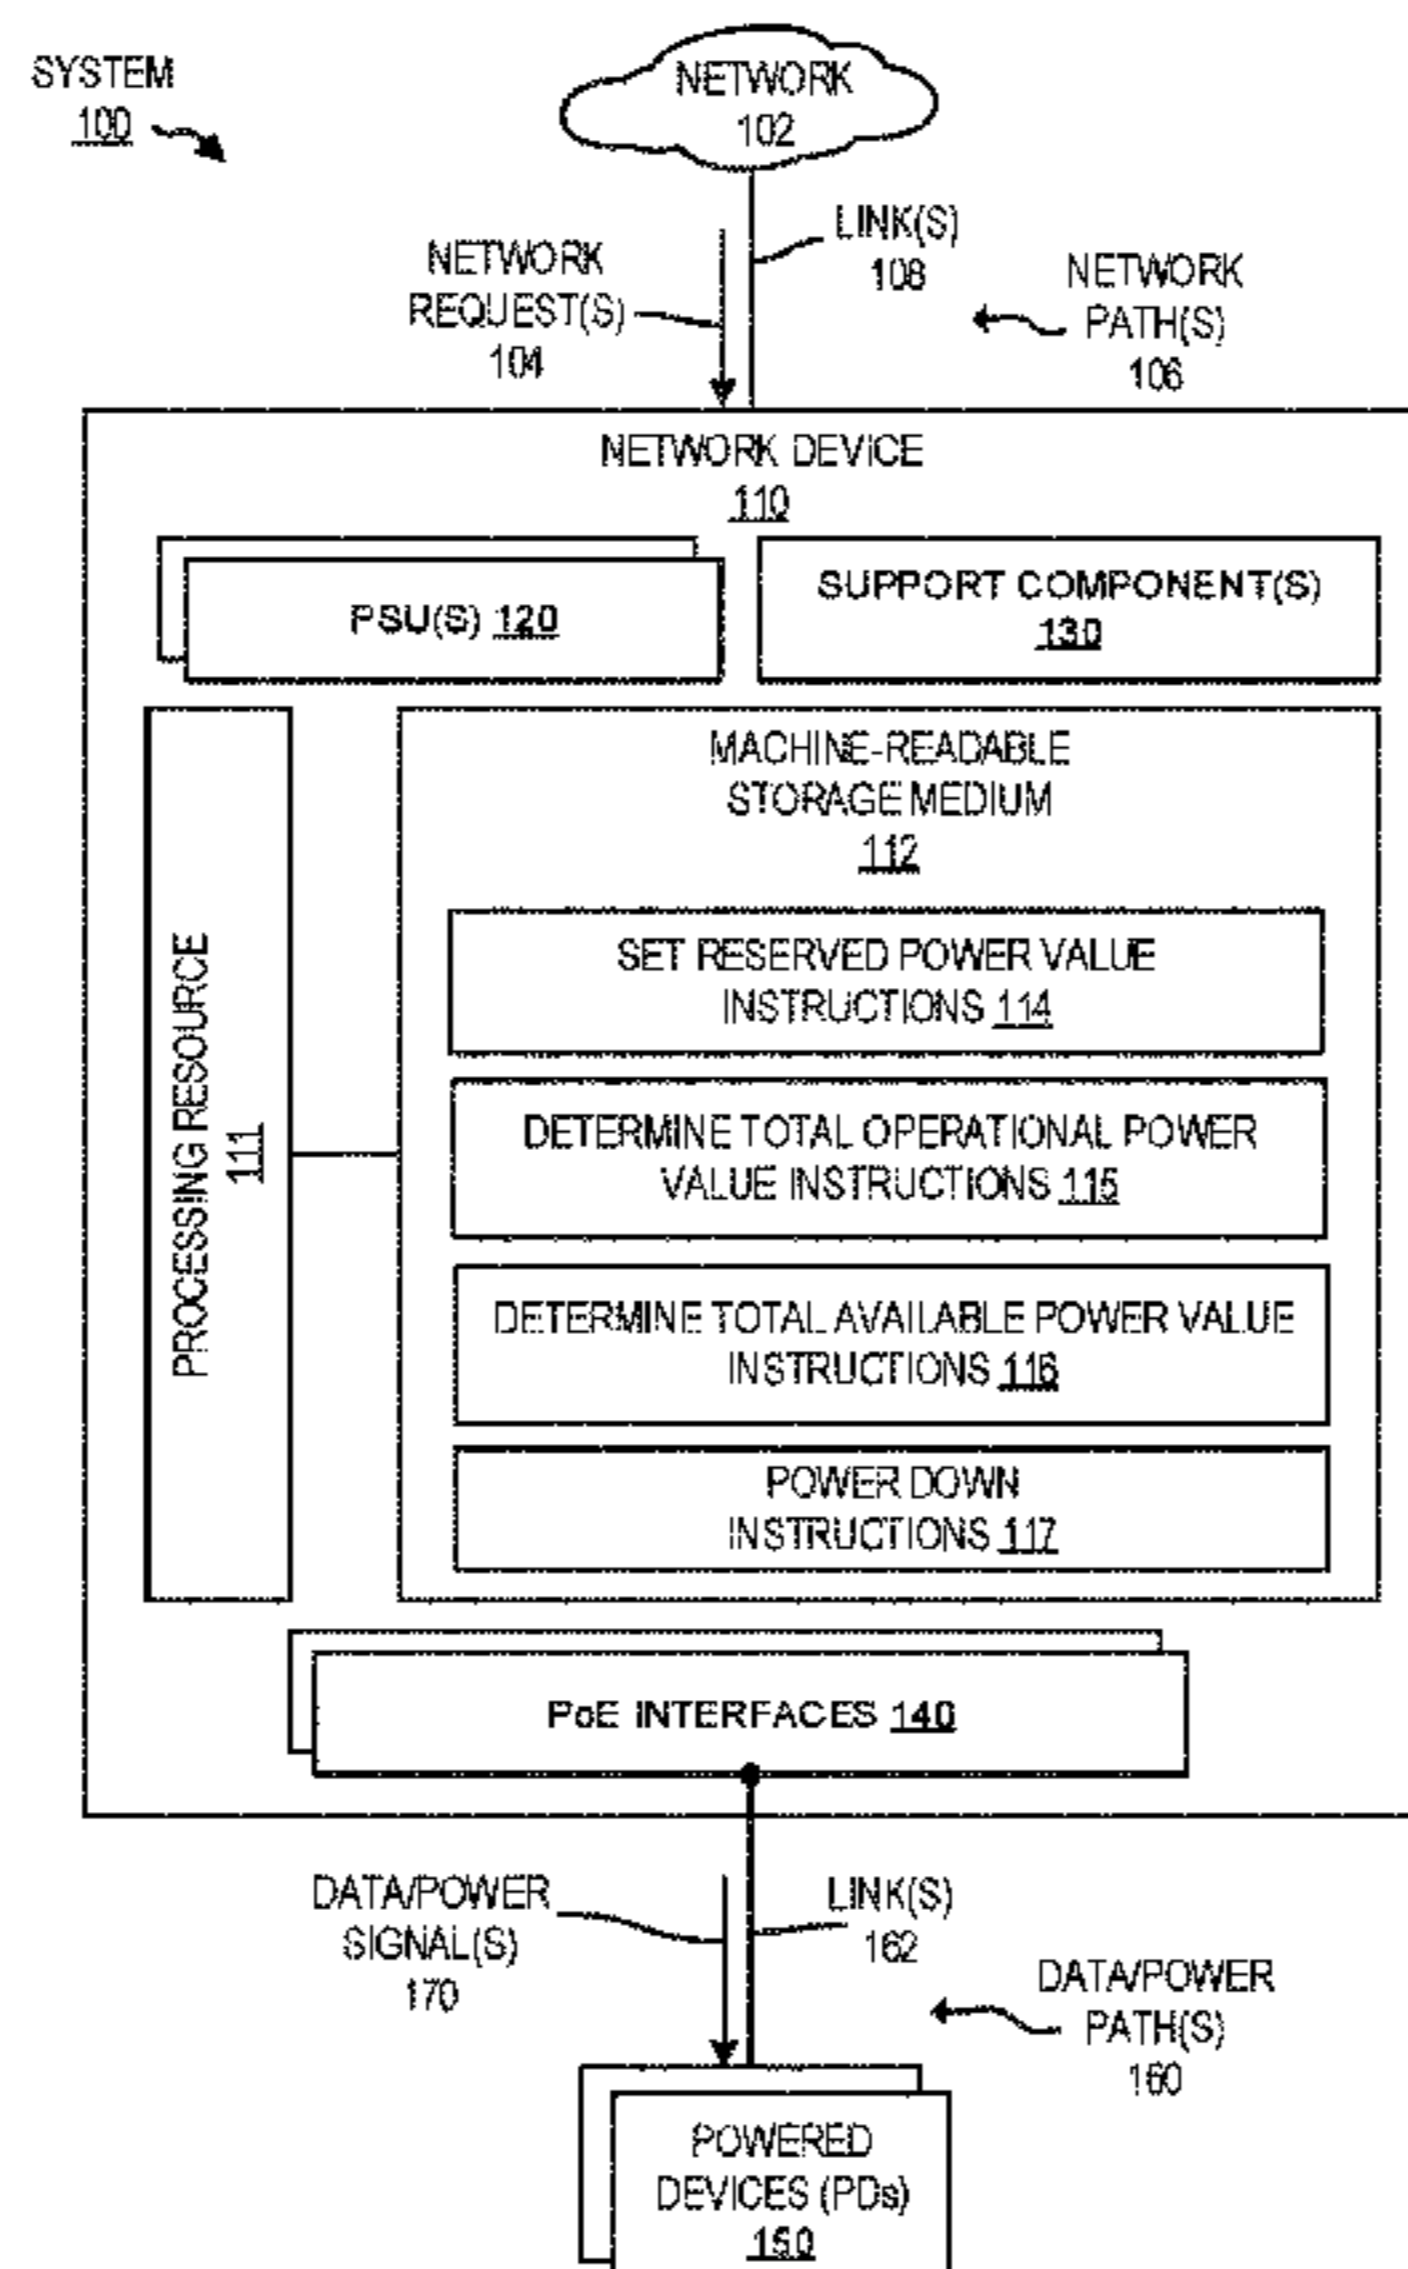 SYSTEM
100
NETWORK
102
LINK(S)
108
NETWORK
REQUEST(S)
104
NETWORK
PATH(S)
106
NETWORK DEVICE
110
PSU(S) 120
SUPPORT COMPONENT(S)
130
PROCESSING RESOURCE
111
MACHINE-READABLE
STORAGE MEDIUM
112
SET RESERVED POWER VALUE
INSTRUCTIONS 114
DETERMINE TOTAL OPERATIONAL POWER
VALUE INSTRUCTIONS 115
DETERMINE TOTAL AVAILABLE POWER VALUE
INSTRUCTIONS 116
POWER DOWN
INSTRUCTIONS 117
PoE INTERFACES 140
DATA/POWER
SIGNAL(S)
170
LINK(S)
162
DATA/POWER
PATH(S)
160
POWERED
DEVICES (PDs)
150